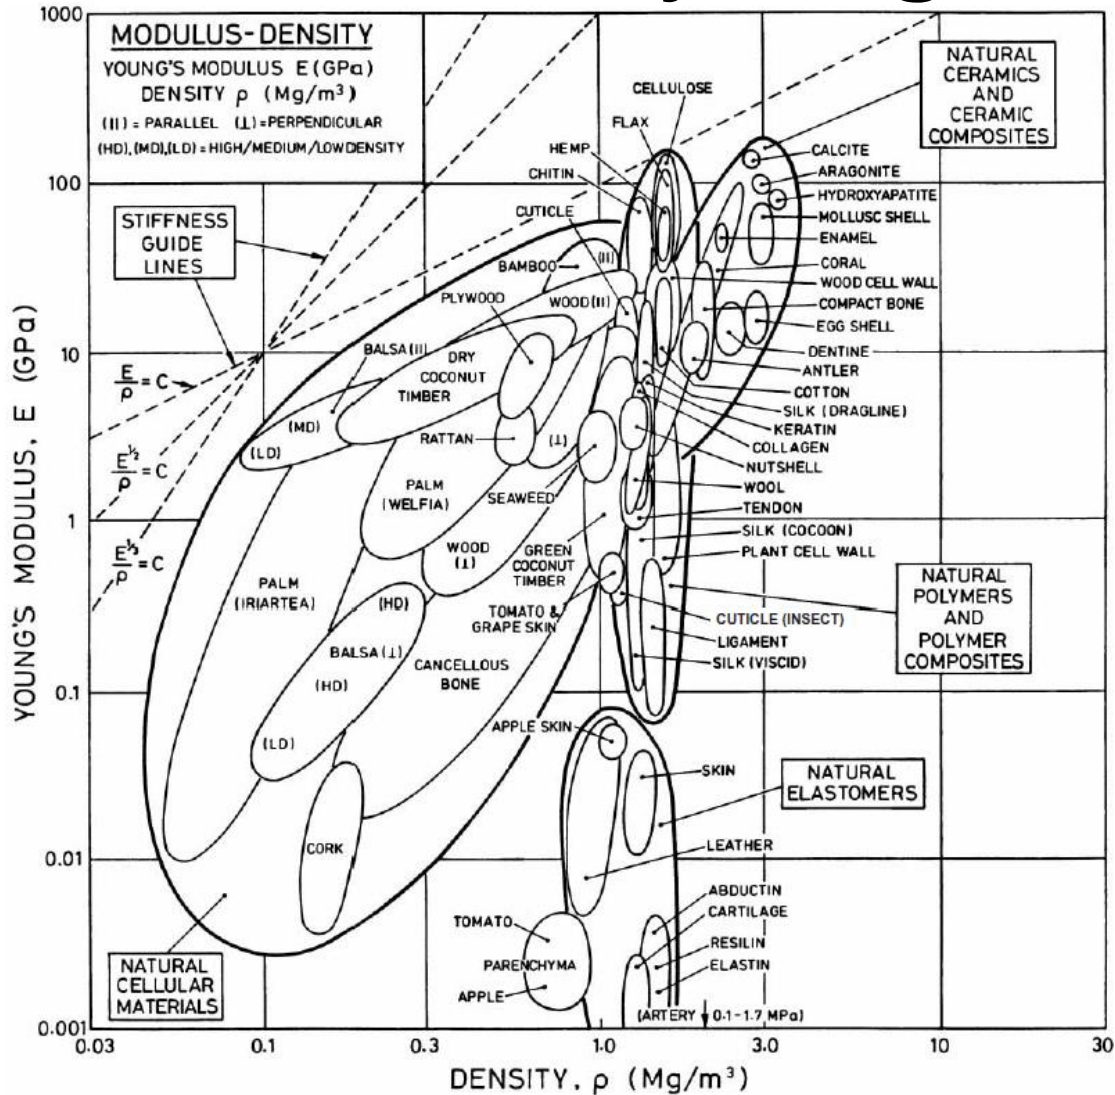 MODULUS-DENSITY
YOUNG'S MODULUS E (GPa)
DENSITY ρ (Mg/m³)
(||) = PARALLEL (⊥) = PERPENDICULAR
(HD), (MD), (LD) = HIGH/MEDIUM/LOW DENSITY
1000
100
10
1
0.1
0.01
0.001
YOUNG'S MODULUS, E (GPa)
0.03
0.1
0.3
1.0
3.0
10
30
DENSITY, ρ (Mg/m³)
STIFFNESS
GUIDE
LINES
E/ρ = C
E^½/ρ = C
E^⅓/ρ = C
NATURAL
CERAMICS
AND
CERAMIC
COMPOSITES
CELLULOSE
FLAX
HEMP
CHITIN
CUTICLE
CALCITE
ARAGONITE
HYDROXYAPATITE
MOLLUSC SHELL
ENAMEL
CORAL
WOOD CELL WALL
COMPACT BONE
EGG SHELL
DENTINE
ANTLER
COTTON
SILK (DRAGLINE)
KERATIN
COLLAGEN
NUTSHELL
WOOL
TENDON
SILK (COCOON)
PLANT CELL WALL
CUTICLE (INSECT)
LIGAMENT
SILK (VISCID)
NATURAL
POLYMERS
AND
POLYMER
COMPOSITES
BAMBOO
(||)
PLYWOOD
WOOD (||)
BALSA (||)
DRY
COCONUT
TIMBER
(MD)
(LD)
RATTAN
(⊥)
PALM
(WELFIA)
SEAWEED
WOOD
(⊥)
GREEN
COCONUT
TIMBER
PALM
(IRIARTEA)
(HD)
TOMATO &
GRAPE SKIN
BALSA (⊥)
(HD)
CANCELLOUS
BONE
(LD)
CORK
APPLE SKIN
SKIN
NATURAL
ELASTOMERS
LEATHER
ABDUCTIN
CARTILAGE
RESILIN
ELASTIN
TOMATO
PARENCHYMA
APPLE
(ARTERY 0.1-1.7 MPa)
NATURAL
CELLULAR
MATERIALS